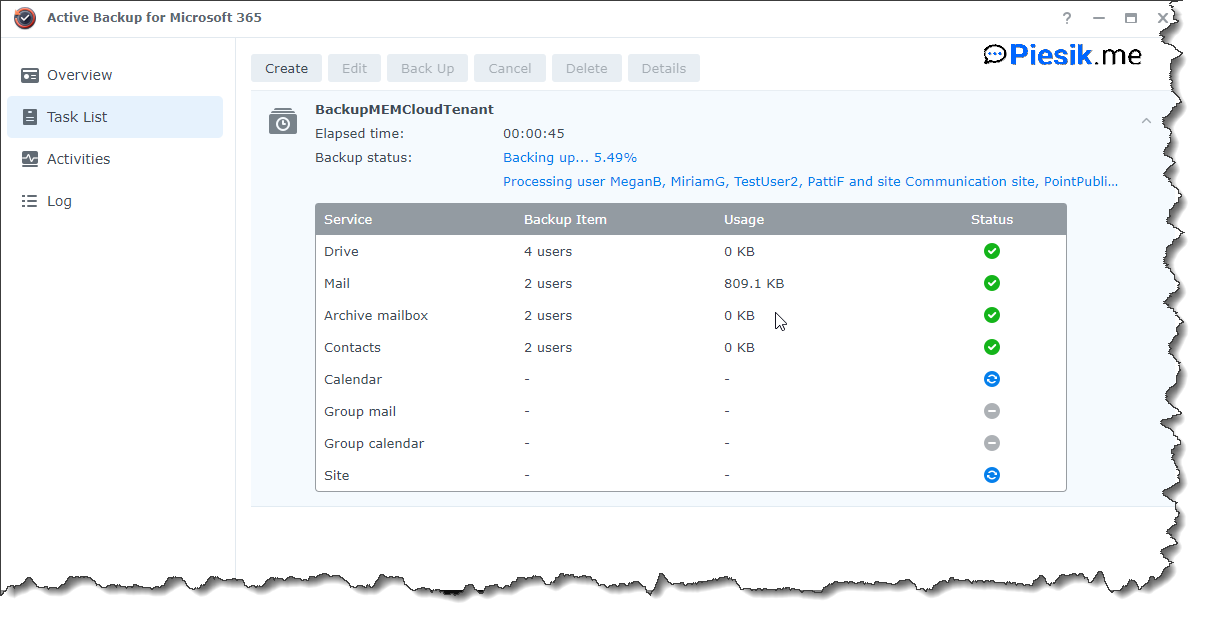 Active Backup for Microsoft 365
?
Piesik.me
Overview
Task List
Activities
Log
Create Edit Back Up Cancel Delete Details
BackupMEMCloudTenant
Elapsed time: 00:00:45
Backup status: Backing up... 5.49%
Processing user MeganB, MiriamG, TestUser2, PattiF and site Communication site, PointPubli...
Service Backup Item Usage Status
Drive 4 users 0 KB
Mail 2 users 809.1 KB
Archive mailbox 2 users 0 KB
Contacts 2 users 0 KB
Calendar - -
Group mail - -
Group calendar - -
Site - -